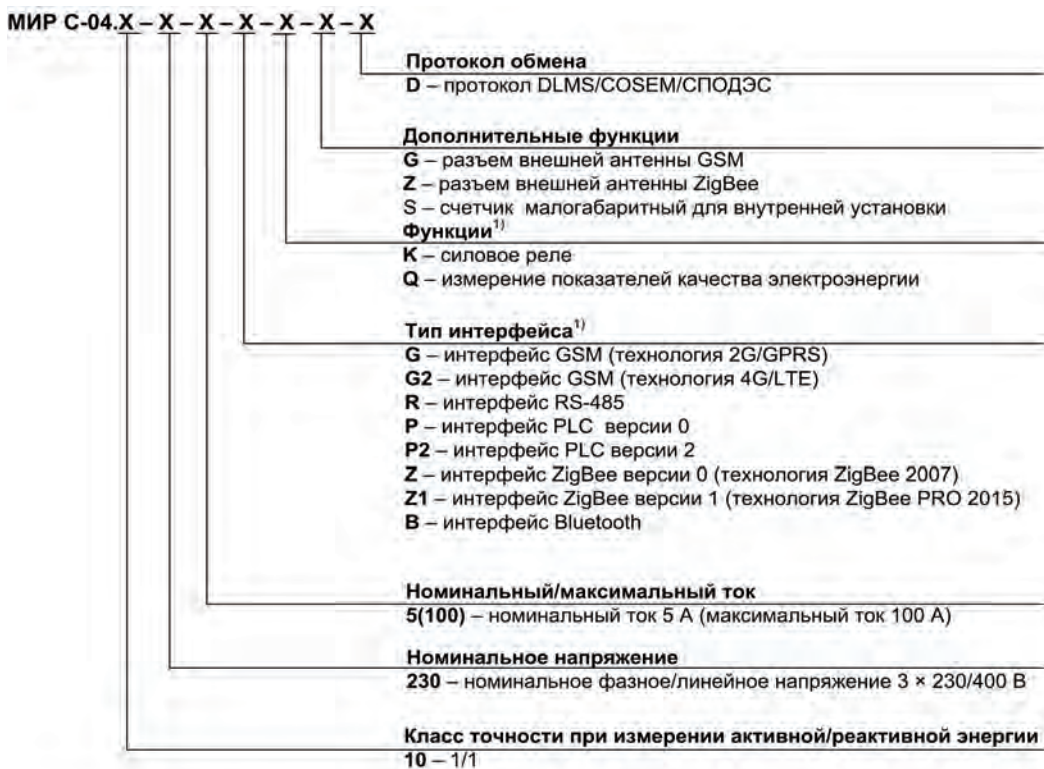 МИР С-04.X – X – X – X – X – X – X
Протокол обмена
D – протокол DLMS/COSEM/СПОДЭС
Дополнительные функции
G – разъем внешней антенны GSM
Z – разъем внешней антенны ZigBee
S – счетчик малогабаритный для внутренней установки
Функции1)
K – силовое реле
Q – измерение показателей качества электроэнергии
Тип интерфейса1)
G – интерфейс GSM (технология 2G/GPRS)
G2 – интерфейс GSM (технология 4G/LTE)
R – интерфейс RS-485
P – интерфейс PLC версии 0
P2 – интерфейс PLC версии 2
Z – интерфейс ZigBee версии 0 (технология ZigBee 2007)
Z1 – интерфейс ZigBee версии 1 (технология ZigBee PRO 2015)
B – интерфейс Bluetooth
Номинальный/максимальный ток
5(100) – номинальный ток 5 А (максимальный ток 100 А)
Номинальное напряжение
230 – номинальное фазное/линейное напряжение 3 × 230/400 В
Класс точности при измерении активной/реактивной энергии
10 – 1/1